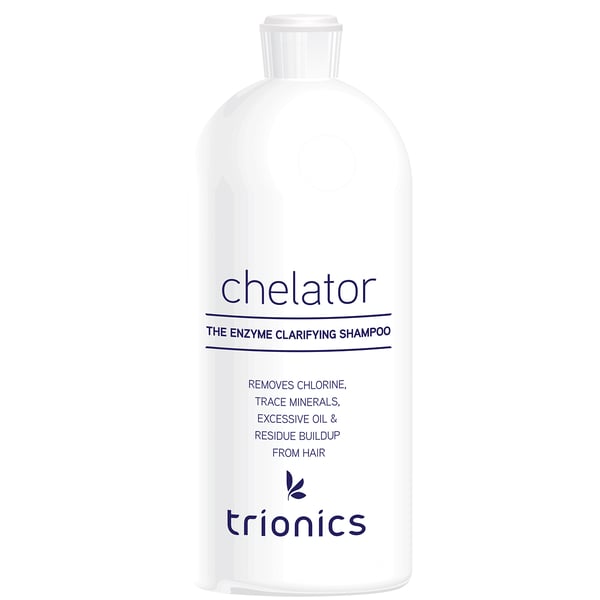 chelator
THE ENZYME CLARIFYING SHAMPOO
REMOVES CHLORINE,
TRACE MINERALS,
EXCESSIVE OIL &
RESIDUE BUILDUP
FROM HAIR
trionics